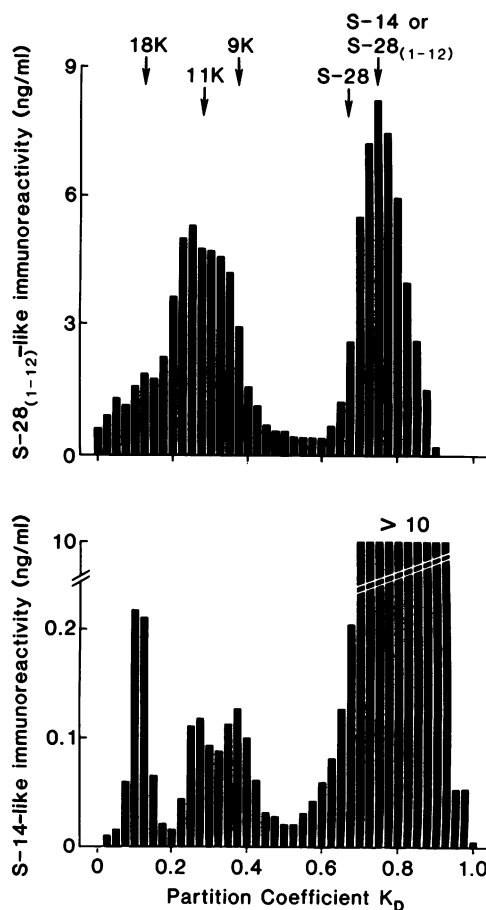 S-14 or
18K 9K S-28(1-12)
11K S-28
9
6
3
0
S-28(1-12)-like immunoreactivity (ng/ml)
> 10
10
0.2
0.1
0
S-14-like immunoreactivity (ng/ml)
0 0.2 0.4 0.6 0.8 1.0
Partition Coefficient KD